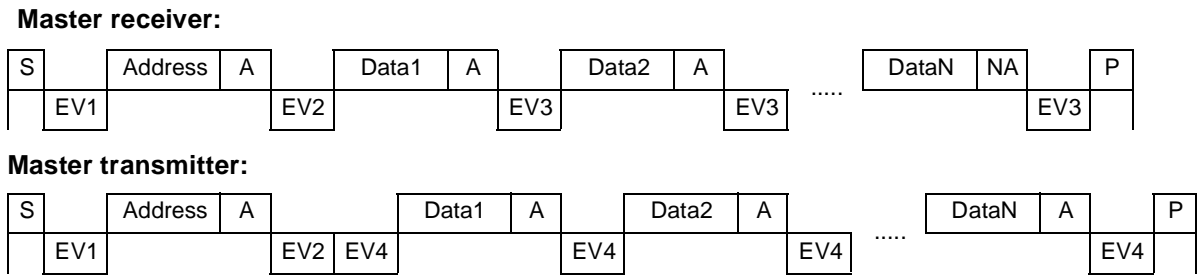 Master receiver:
S Address A Data1 A Data2 A ..... DataN NA P
EV1 EV2 EV3 EV3 EV3
Master transmitter:
S Address A Data1 A Data2 A ..... DataN A P
EV1 EV2 EV4 EV4 EV4 EV4